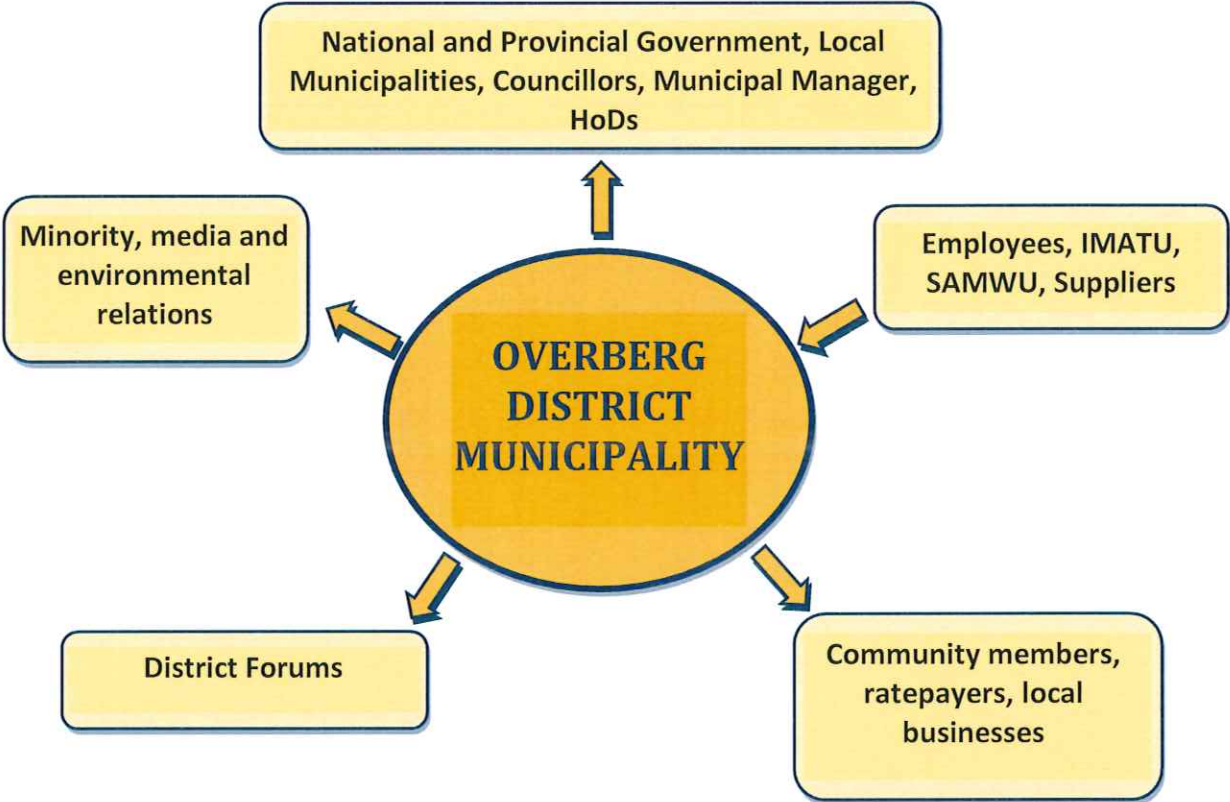 National and Provincial Government, Local
Municipalities, Councillors, Municipal Manager,
HoDs
Minority, media and
environmental
relations
Employees, IMATU,
SAMWU, Suppliers
OVERBERG
DISTRICT
MUNICIPALITY
District Forums
Community members,
ratepayers, local
businesses